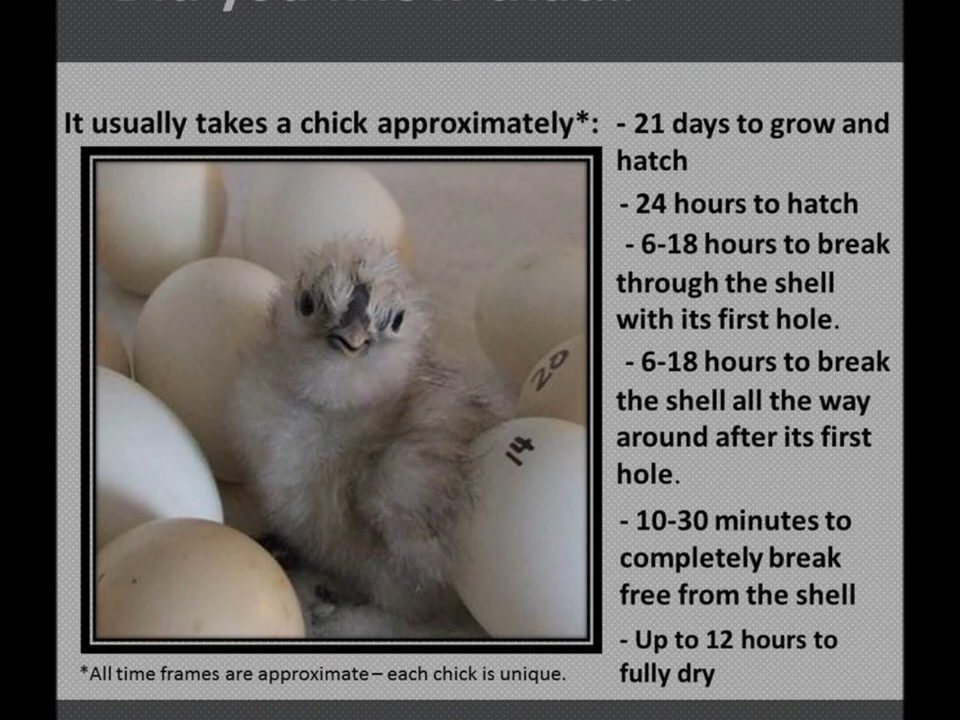 It usually takes a chick approximately*:
- 21 days to grow and
hatch
- 24 hours to hatch
- 6-18 hours to break
through the shell
with its first hole.
- 6-18 hours to break
the shell all the way
around after its first
hole.
- 10-30 minutes to
completely break
free from the shell
- Up to 12 hours to
fully dry
20
14
*All time frames are approximate – each chick is unique.